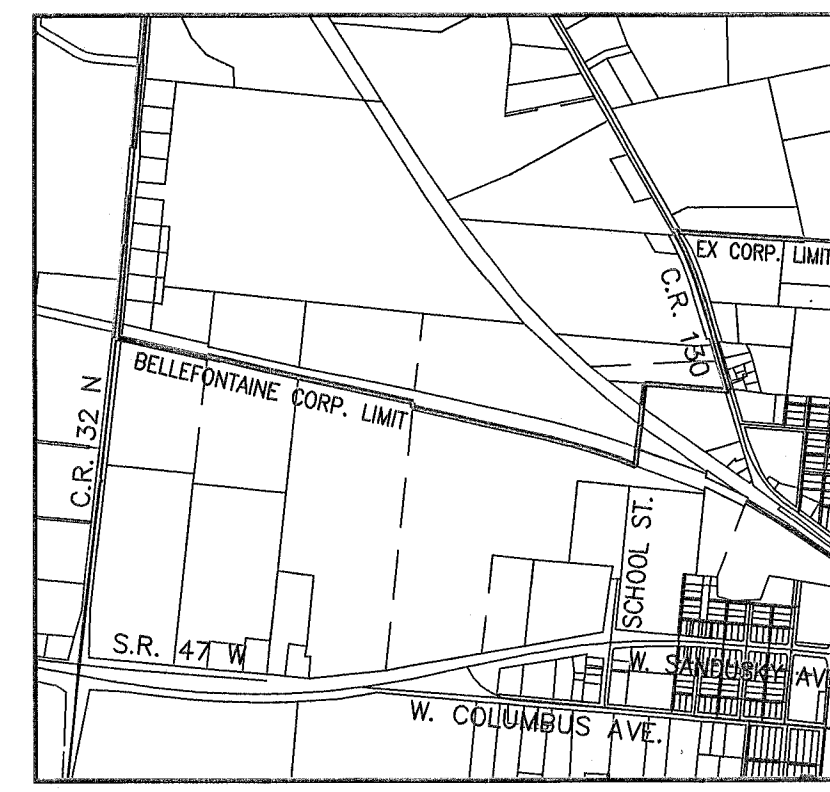 EX CORP. LIMIT
C.R. 130
BELLEFONTAINE CORP. LIMIT
C.R. 32 N
SCHOOL ST.
S.R. 47 W
W. SANDUSKY AV
W. COLUMBUS AVE.